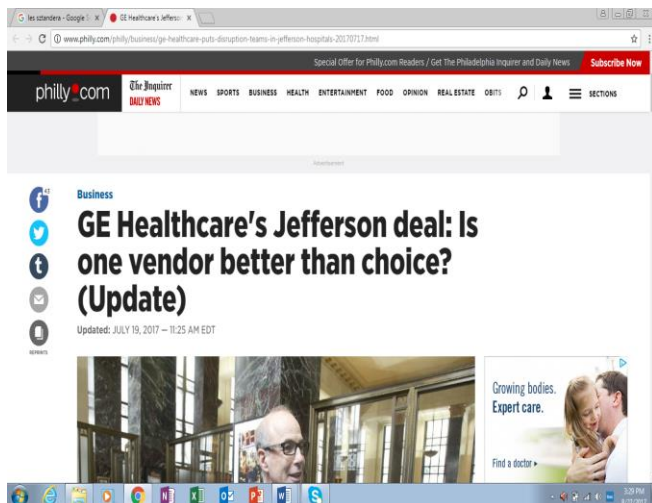 les sztandera - Google S
GE Healthcare's Jefferso
www.philly.com/philly/business/ge-healthcare-puts-disruption-teams-in-jefferson-hospitals-20170717.html
Special Offer for Philly.com Readers / Get The Philadelphia Inquirer and Daily News
Subscribe Now
philly.com
The Inquirer
DAILY NEWS
NEWS SPORTS BUSINESS HEALTH ENTERTAINMENT FOOD OPINION REAL ESTATE OBITS
SECTIONS
Advertisement
Business
GE Healthcare's Jefferson deal: Is
one vendor better than choice?
(Update)
Updated: JULY 19, 2017 — 11:25 AM EDT
REPRINTS
Growing bodies.
Expert care.
Find a doctor
3:29 PM